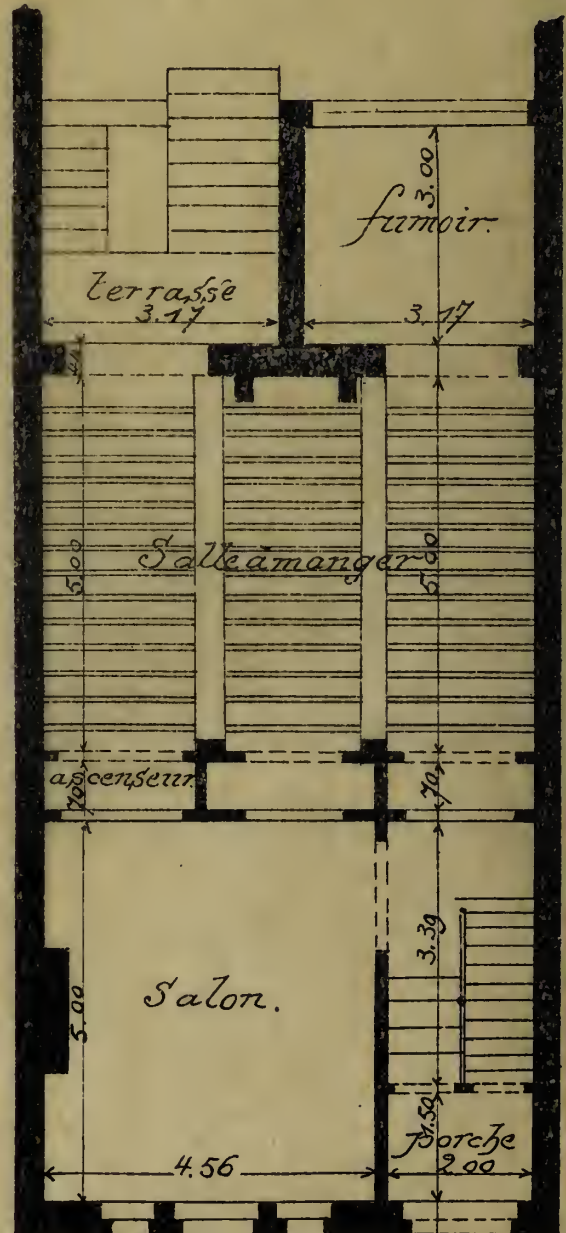 3.00
fumoir.
terrasse
3.17
3.17
5.00
Salleàmanger
5.00
ascenseur
70
70
3.39
Salon.
5.00
1.50
porche
4.56
2.00